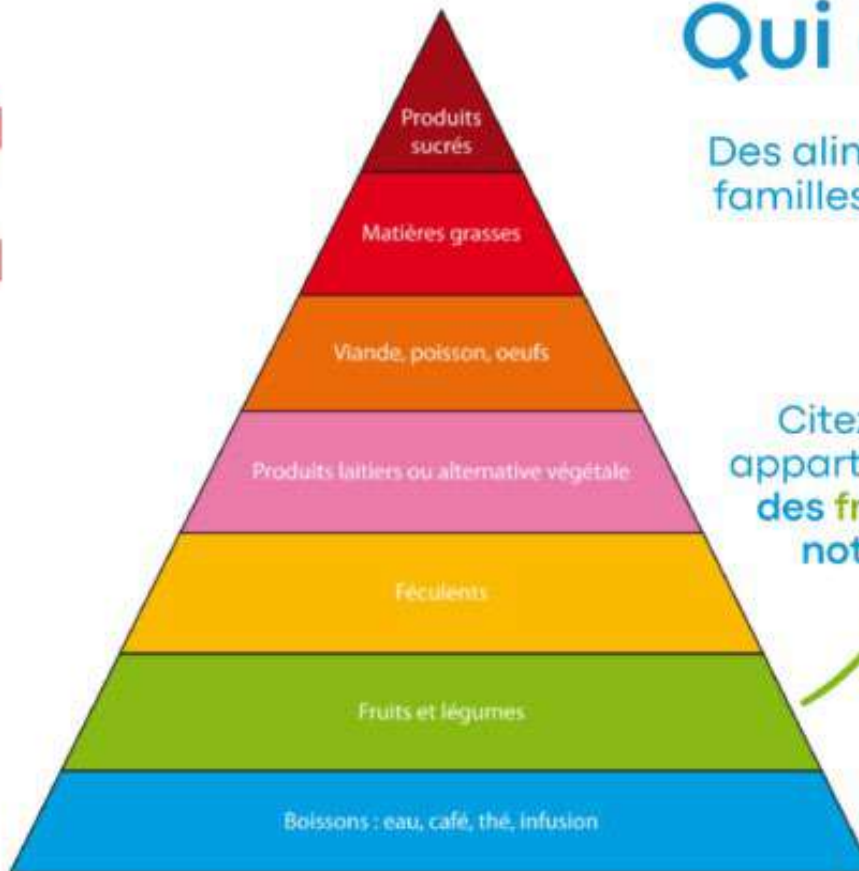 Qui
Produits
sucrés
Des alin
familles
Matières grasses
Viande, poisson, oeufs
Citez
appart
des fr
not
Produits laitiers ou alternative végétale
Féculents
Fruits et légumes
Boissons : eau, café, thé, infusion